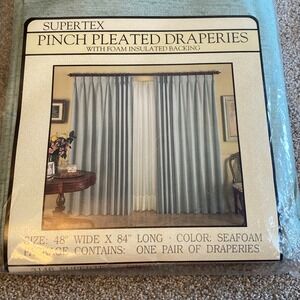 SUPERTEX
PINCH PLEATED DRAPERIES
WITH FOAM INSULATED BACKING
SIZE: 48" WIDE X 84" LONG - COLOR: SEAFOAM
PACKAGE CONTAINS: ONE PAIR OF DRAPERIES